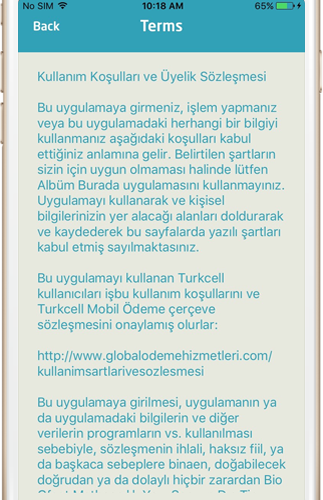 No SIM 10:18 AM 65%
Back Terms
Kullanım Koşulları ve Üyelik Sözleşmesi
Bu uygulamaya girmeniz, işlem yapmanız
veya bu uygulamadaki herhangi bir bilgiyi
kullanmanız aşağıdaki koşulları kabul
ettiğiniz anlamına gelir. Belirtilen şartların
sizin için uygun olmaması halinde lütfen
Albüm Burada uygulamasını kullanmayınız.
Uygulamayı kullanarak ve kişisel
bilgilerinizin yer alacağı alanları doldurarak
ve kaydederek bu sayfalarda yazılı şartları
kabul etmiş sayılmaktasınız.
Bu uygulamayı kullanan Turkcell
kullanıcıları işbu kullanım koşullarını ve
Turkcell Mobil Ödeme çerçeve
sözleşmesini onaylamış olurlar:
http://www.globalodemehizmetleri.com/
kullanimsartlarivesozlesmesi
Bu uygulamaya girilmesi, uygulamanın ya
da uygulamadaki bilgilerin ve diğer
verilerin programların vs. kullanılması
sebebiyle, sözleşmenin ihlali, haksız fiil, ya
da başkaca sebeplere binaen, doğabilecek
doğrudan ya da dolaylı hiçbir zarardan Bio